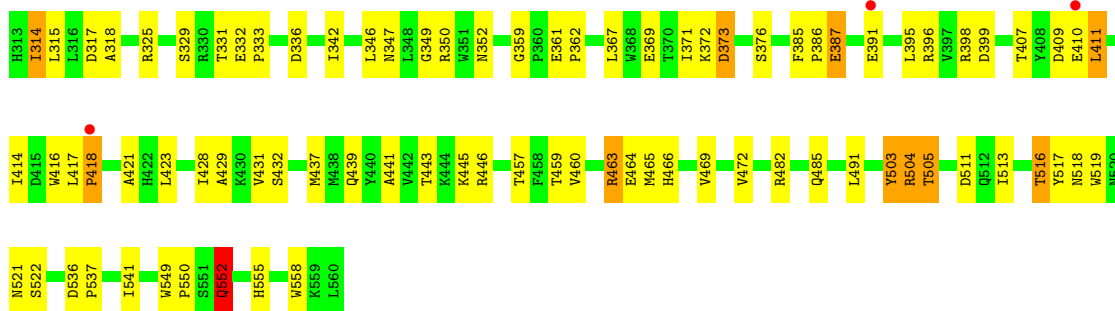 H313 I314 L315 L316 D317 A318 R325 S329 R330 T331 E332 P333 D336 I342 L346 N347 L348 G349 R350 W351 N352 G359 P360 E361 P362 L367 W368 E369 T370 I371 K372 D373 S376 F385 P386 E387 E391 L395 R396 V397 R398 D399 T407 Y408 D409 E410 L411
I414 D415 W416 L417 P418 A421 H422 L423 I428 A429 K430 V431 S432 M437 M438 Q439 Y440 A441 V442 T443 K444 K445 R446 T457 F458 T459 V460 R463 E464 M465 H466 V469 V472 R482 Q485 L491 Y503 R504 T505 D511 Q512 I513 T516 Y517 N518 W519 N520
N521 S522 D536 P537 I541 W549 P550 S551 Q552 H555 W558 K559 L560